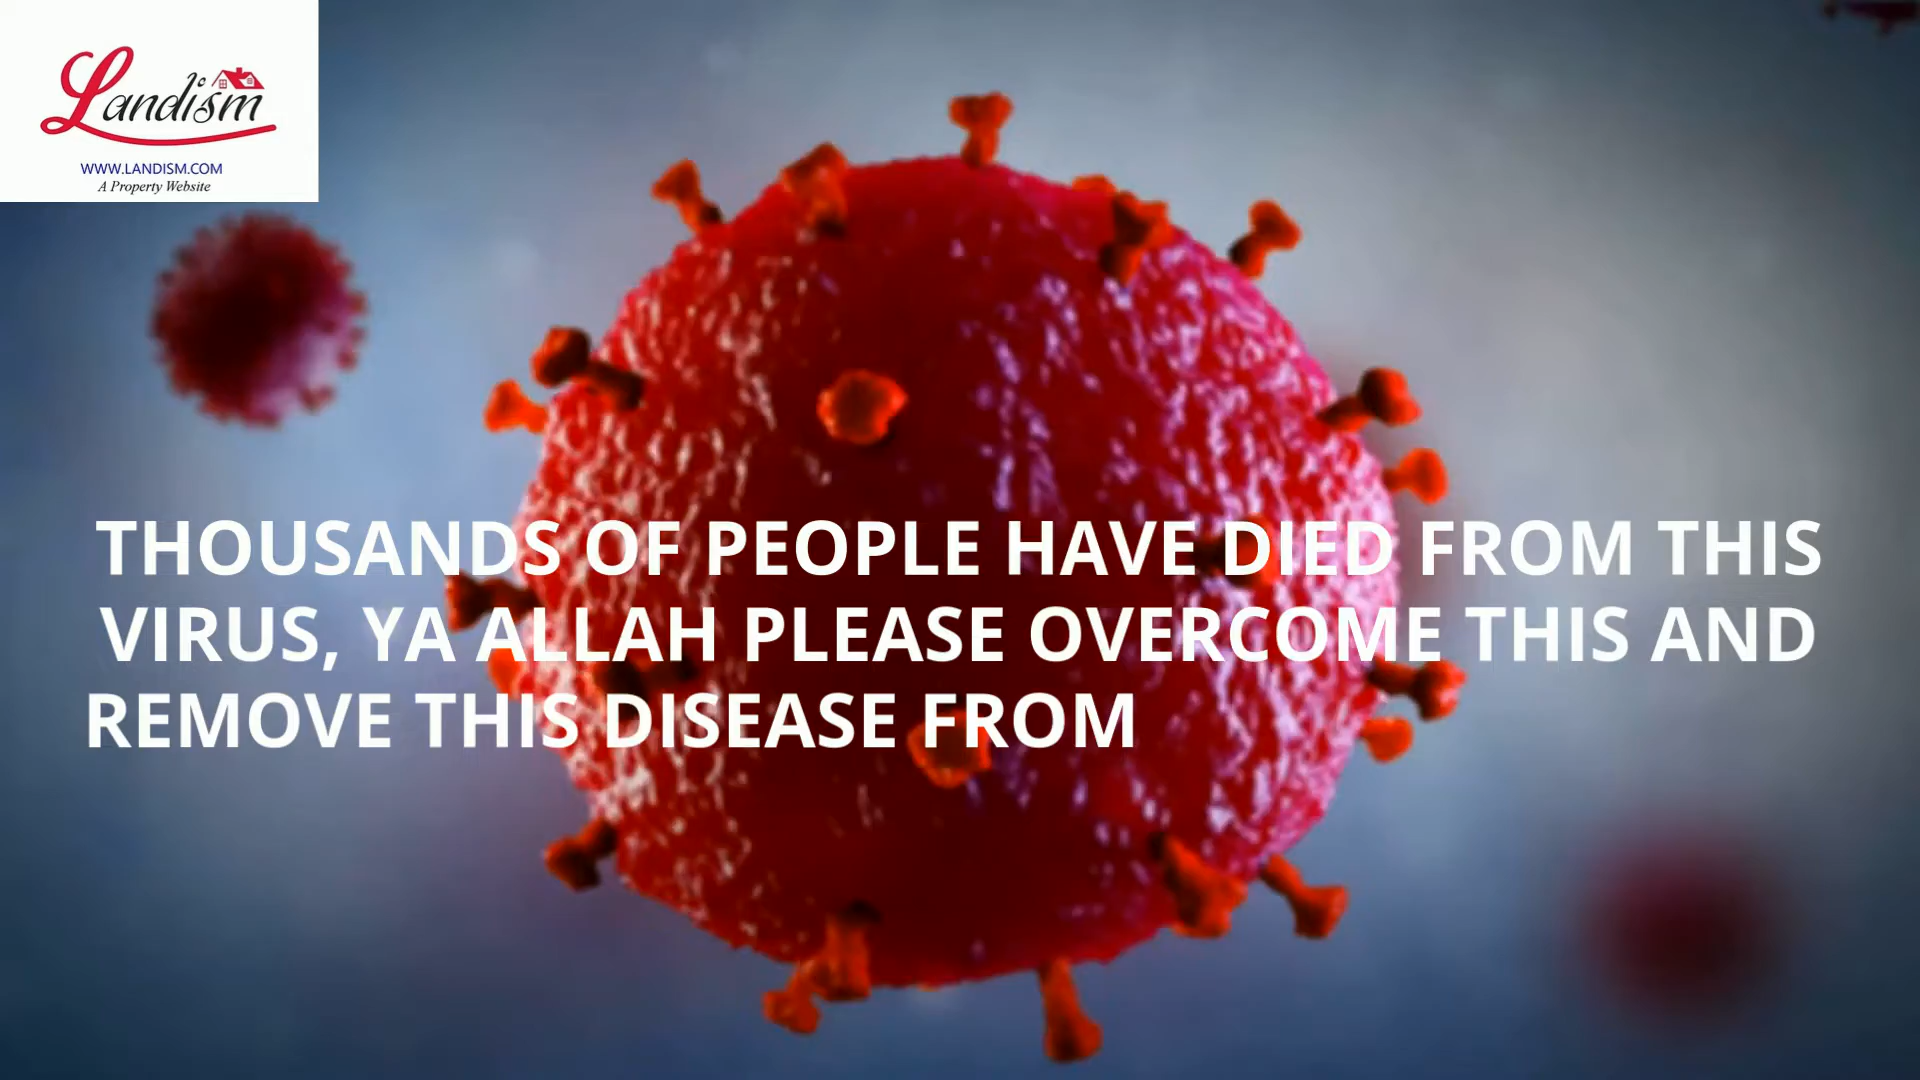 Landism
WWW.LANDISM.COM
A Property Website
THOUSANDS OF PEOPLE HAVE DIED FROM THIS
VIRUS, YA ALLAH PLEASE OVERCOME THIS AND
REMOVE THIS DISEASE FROM